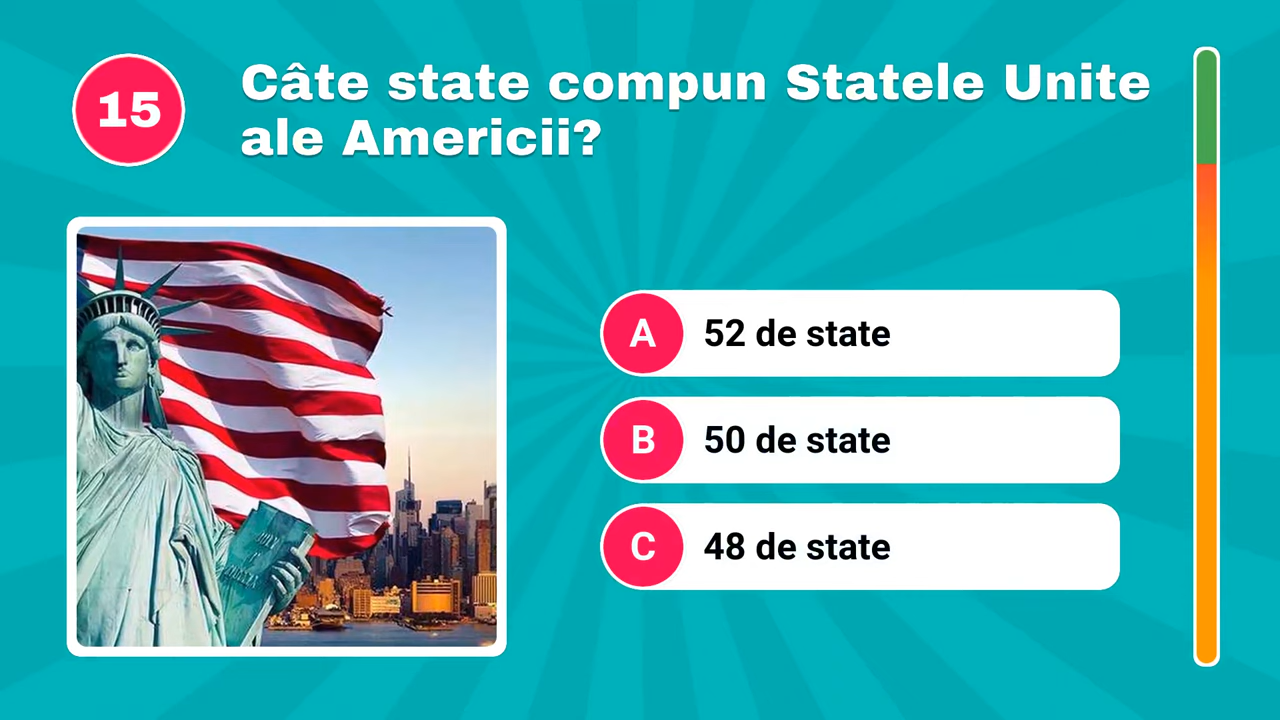 15
Câte state compun Statele Unite
ale Americii?
A 52 de state
B 50 de state
C 48 de state